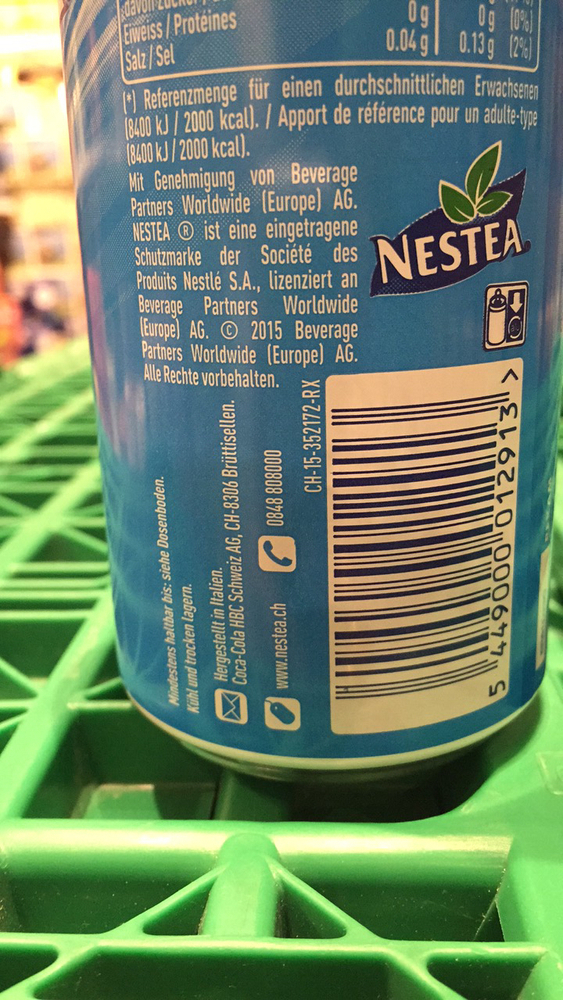 davon Zucker /
Eiweiss / Protéines 0 g 0 g (0%)
Salz / Sel 0.04 g 0.13 g (2%)
(*) Referenzmenge für einen durchschnittlichen Erwachsenen
(8400 kJ / 2000 kcal). / Apport de référence pour un adulte-type
(8400 kJ / 2000 kcal).
Mit Genehmigung von Beverage
Partners Worldwide (Europe) AG.
NESTEA ® ist eine eingetragene
Schutzmarke der Société des
Produits Nestlé S.A., lizenziert an
Beverage Partners Worldwide
(Europe) AG. © 2015 Beverage
Partners Worldwide (Europe) AG.
Alle Rechte vorbehalten.
NESTEA
Mindestens haltbar bis: siehe Dosenboden.
Kühl und trocken lagern.
Hergestellt in Italien.
Coca-Cola HBC Schweiz AG, CH-8306 Brüttisellen.
www.nestea.ch 0848 808000
CH-15-352172-RX
5 449000 012913 >